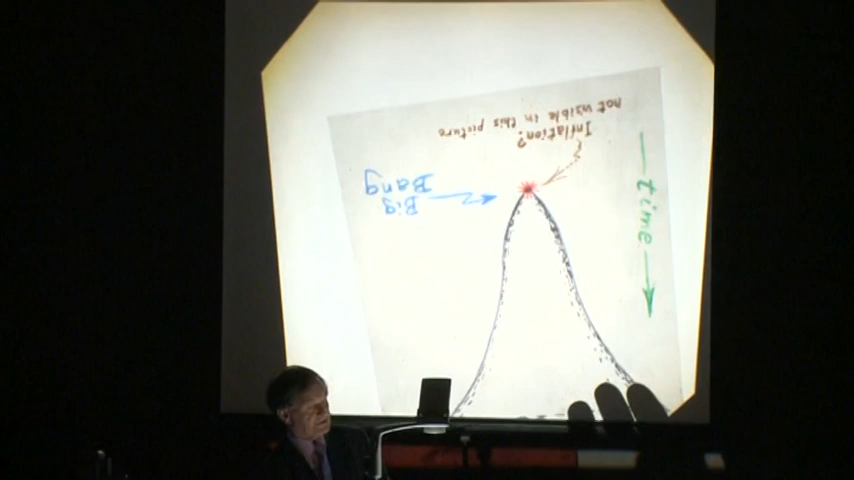 Big
Bang
Inflation?
not visible in this picture
time